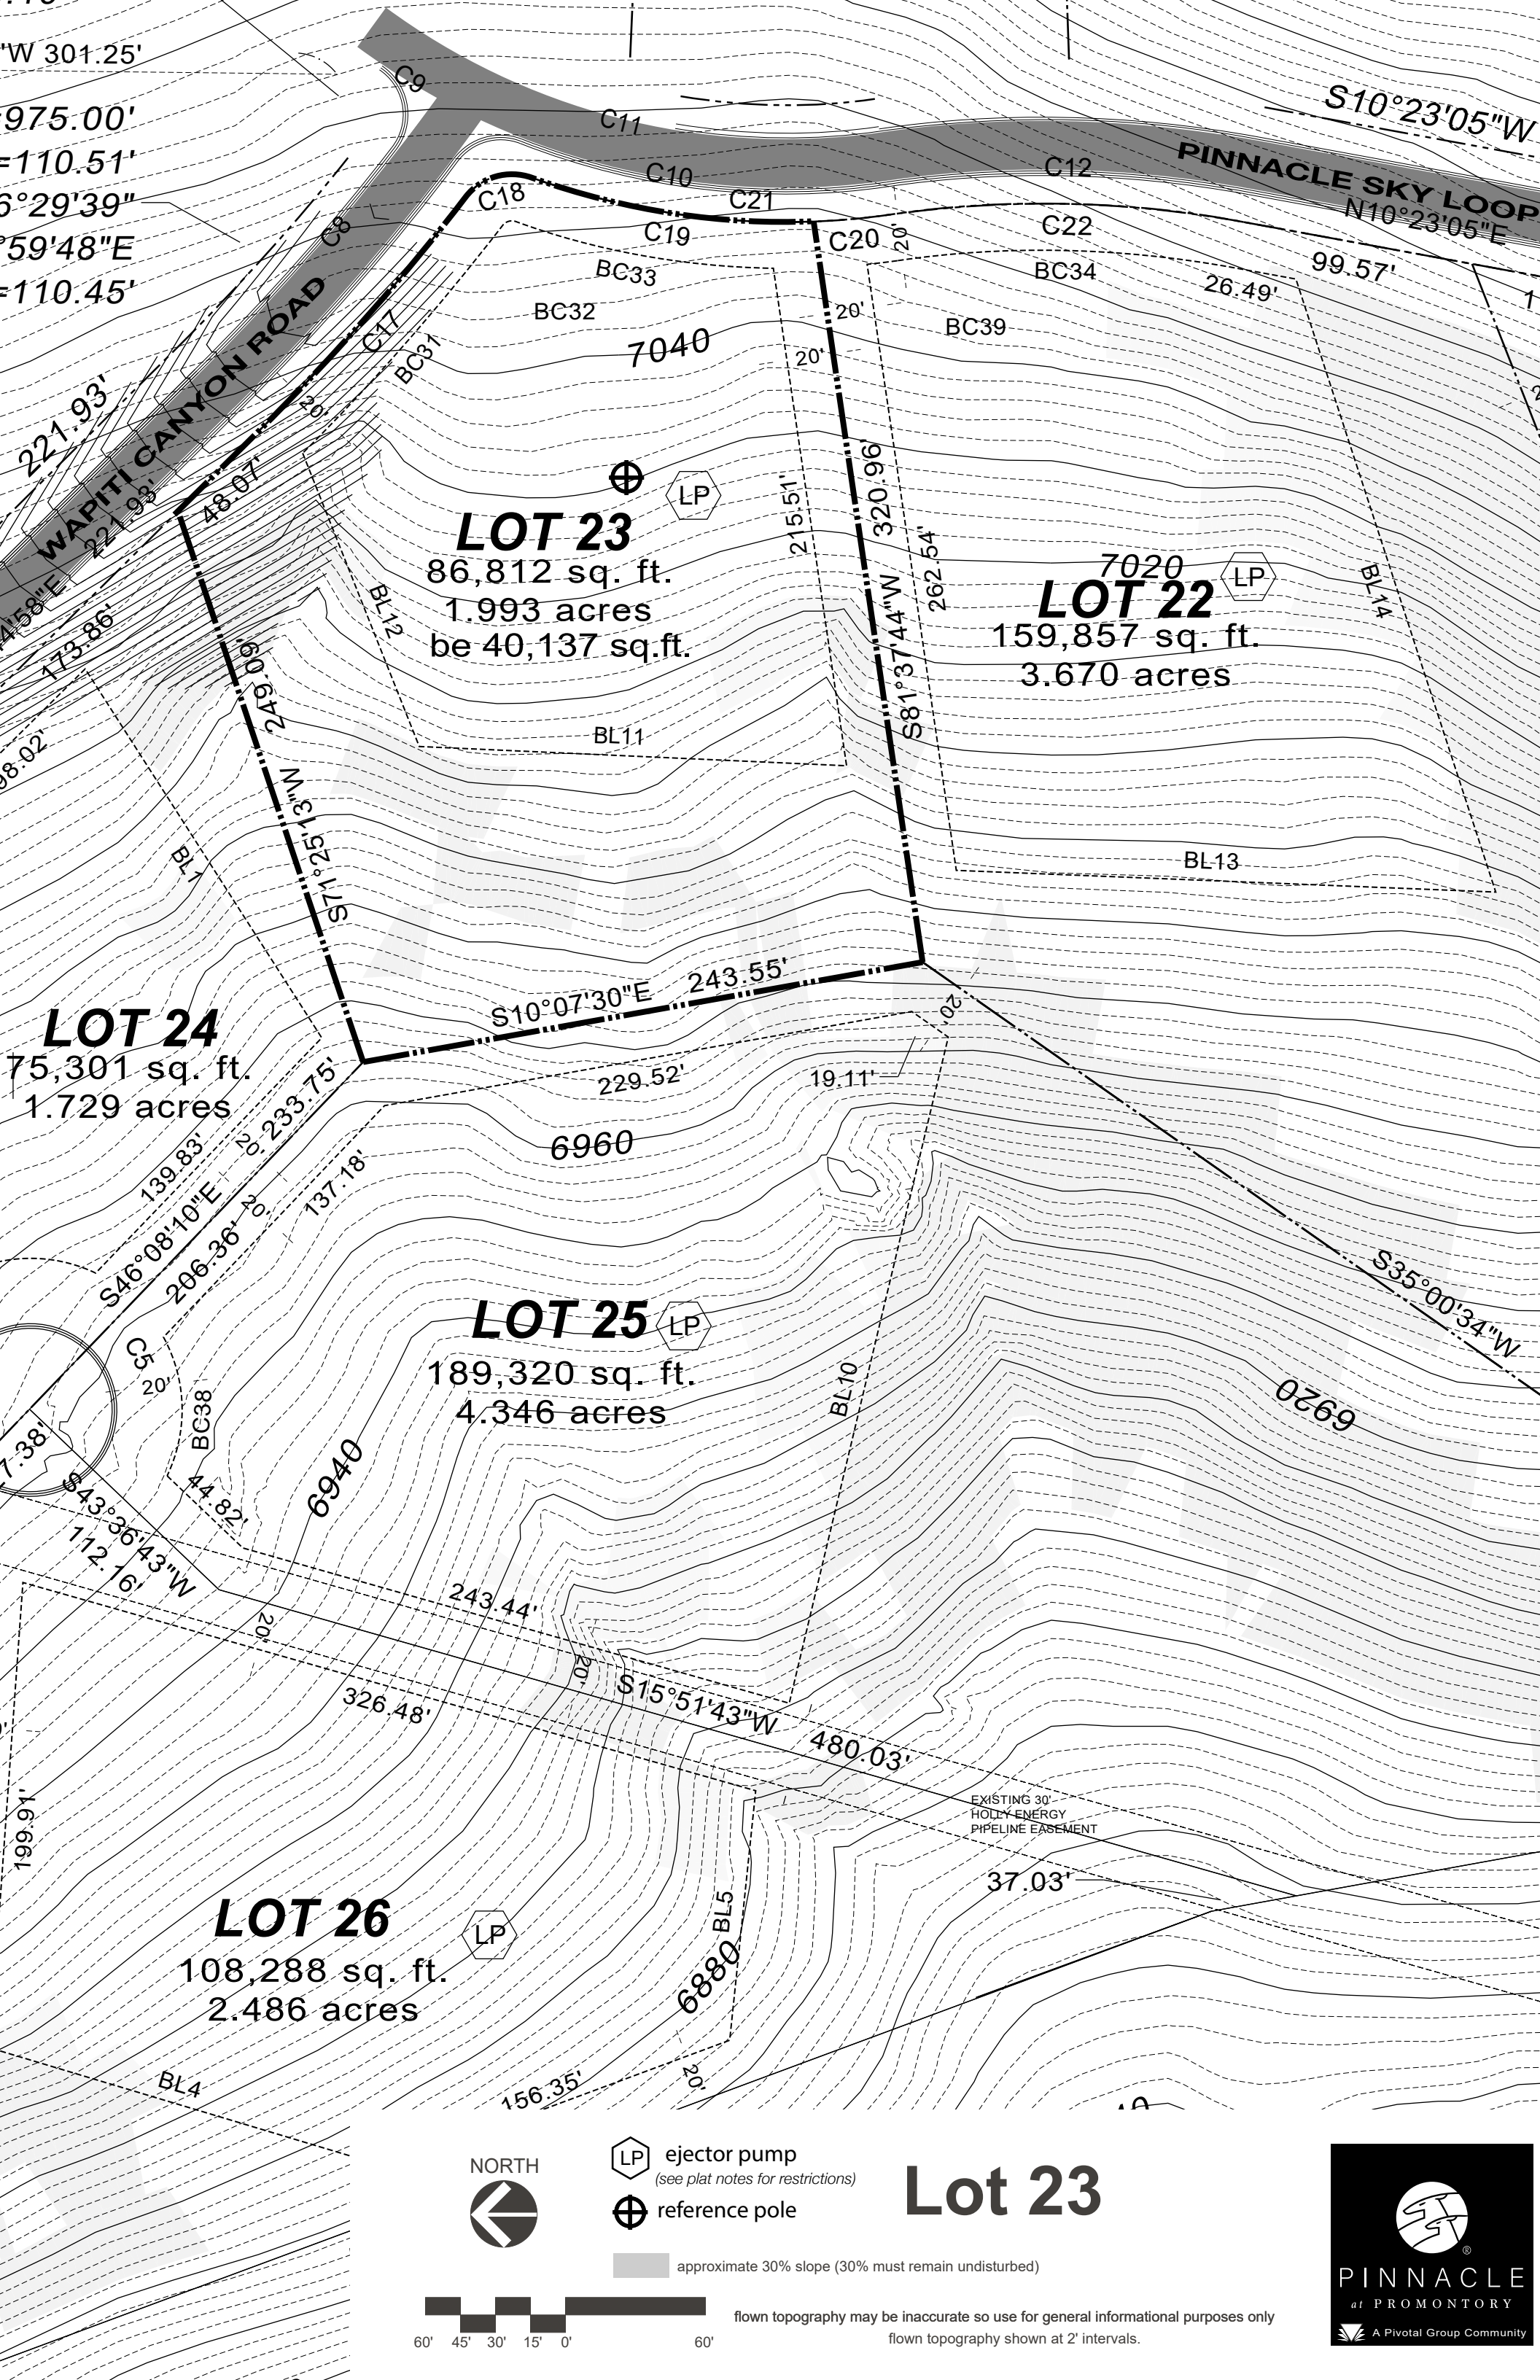 'W 301.25'
975.00'
=110.51'
6°29'39"
°59'48"E
=110.45'
C9
C11
C10
C12
S10°23'05"W
PINNACLE SKY LOOP
N10°23'05"E
C8
C18
C21
C19
C20
20'
C22
BC33
BC34
26.49'
99.57'
BC32
20'
BC39
C17
BC31
7040
20'
20'
WAPITI CANYON ROAD
221.93'
221.93'
48.07'
LP
LOT 23
86,812 sq. ft.
1.993 acres
be 40,137 sq.ft.
BL12
215.51'
320.96'
S81°37'44"W
262.54'
7020
LP
LOT 22
159,857 sq. ft.
3.670 acres
BL14
4'58"E
173.86'
98.02'
249.609
S71°25'13"W
BL11
BL1
BL13
S10°07'30"E
243.55'
LOT 24
75,301 sq. ft.
1.729 acres
20'
229.52'
19.11'
233.75'
20'
139.83'
137.18'
20'
S46°08'10"E
206.36'
6960
S35°00'34"W
6920
LOT 25
LP
189,320 sq. ft.
4.346 acres
C5
20'
BC38
BL10
7.38'
6940
44.82'
S43°36'43"W
112.16'
243.44'
20'
20'
326.48'
S15°51'43"W
480.03'
EXISTING 30'
HOLLY ENERGY
PIPELINE EASEMENT
37.03'
199.91'
LOT 26
LP
108,288 sq. ft.
2.486 acres
BL5
6880
BL4
156.35'
20'
NORTH
LP ejector pump
(see plat notes for restrictions)
reference pole
Lot 23
approximate 30% slope (30% must remain undisturbed)
60' 45' 30' 15' 0' 60'
flown topography may be inaccurate so use for general informational purposes only
flown topography shown at 2' intervals.
®
PINNACLE
at PROMONTORY
A Pivotal Group Community